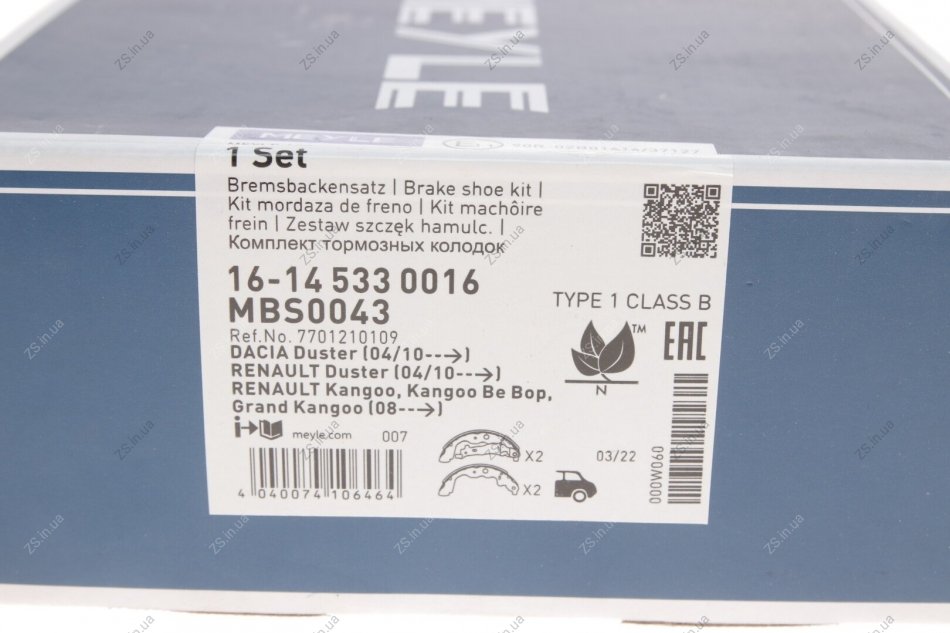 EYLE
MEYLE
1 Set
Bremsbackensatz | Brake shoe kit |
Kit mordaza de freno | Kit machôire
frein | Zestaw szczęk hamulc. |
Комплект тормозных колодок
16-14 533 0016
MBS0043
Ref.No. 7701210109
DACIA Duster (04/10--->)
RENAULT Duster (04/10--->)
RENAULT Kangoo, Kangoo Be Bop,
Grand Kangoo (08--->)
i
meyle.com 007
4 040074 106464
X2
X2
TYPE 1 CLASS B
TM
N
EAC
03/22
000W060
ZS.in.ua